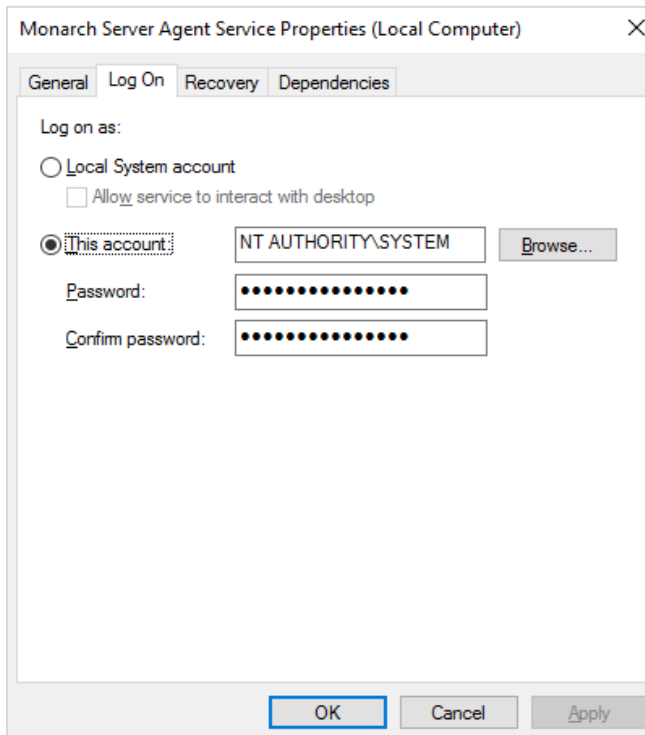 Monarch Server Agent Service Properties (Local Computer)
General Log On Recovery Dependencies
Log on as:
Local System account
Allow service to interact with desktop
This account: NT AUTHORITY\SYSTEM Browse...
Password: •••••••••••••••
Confirm password: •••••••••••••••
OK Cancel Apply